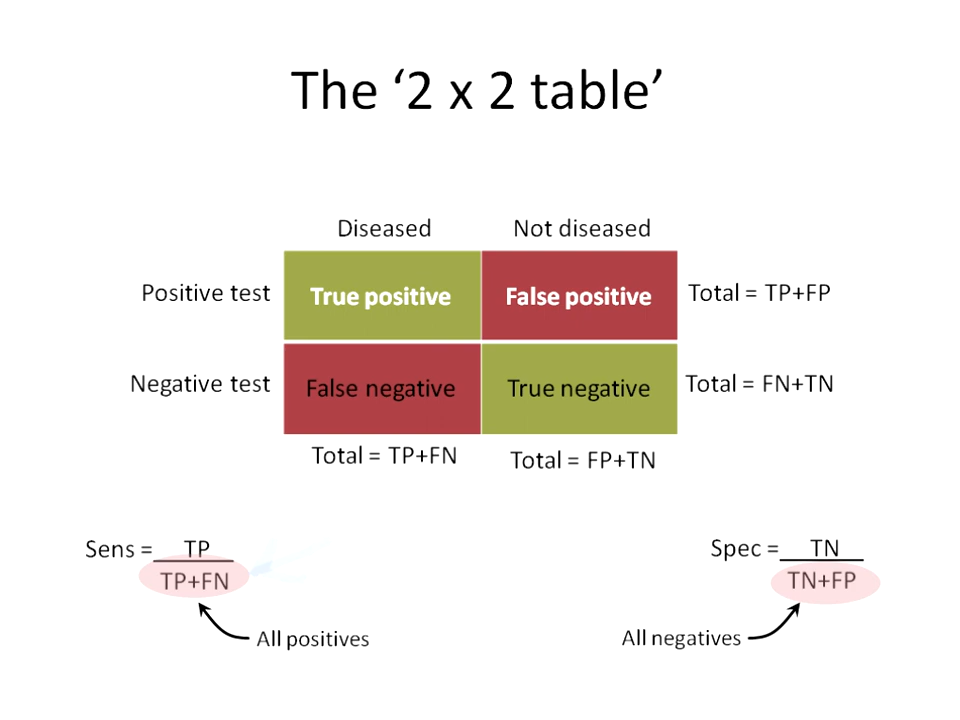 The ‘2 x 2 table’
Diseased Not diseased
Positive test True positive False positive Total = TP+FP
Negative test False negative True negative Total = FN+TN
Total = TP+FN Total = FP+TN
Sens = TP Spec = TN
TP+FN TN+FP
All positives All negatives